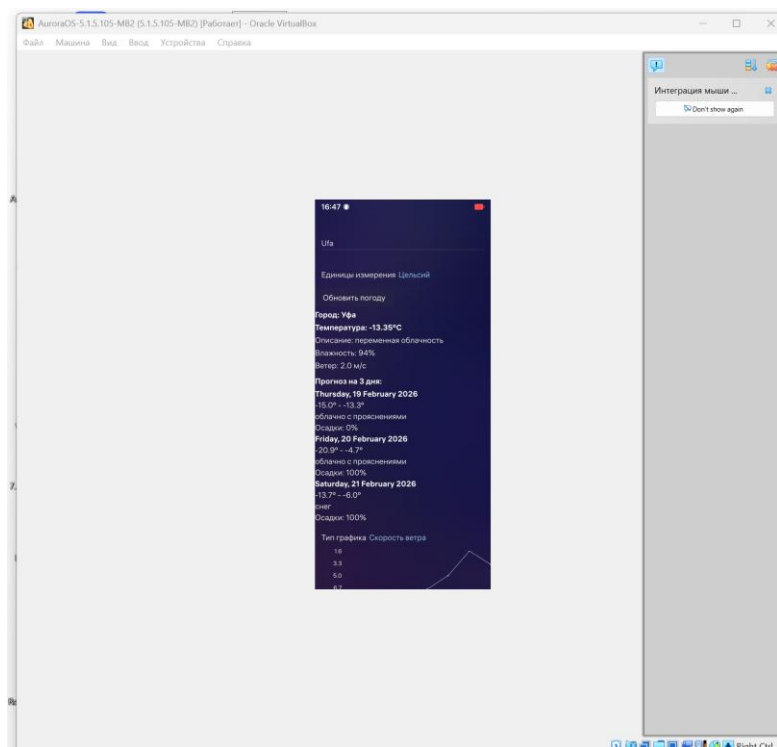 AuroraOS-5.1.5.105-MB2 (5.1.5.105-MB2) [Работает] - Oracle VirtualBox
Файл Машина Вид Ввод Устройства Справка
Интеграция мыши ...
Don't show again
16:47
Ufa
Единицы измерения Цельсий
Обновить погоду
Город: Уфа
Температура: -13.35°C
Описание: переменная облачность
Влажность: 94%
Ветер: 2.0 м/с
Прогноз на 3 дня:
Thursday, 19 February 2026
-15.0° - -13.3°
облачно с прояснениями
Осадки: 0%
Friday, 20 February 2026
-20.9° - -4.7°
облачно с прояснениями
Осадки: 100%
Saturday, 21 February 2026
-13.7° - -6.0°
снег
Осадки: 100%
Тип графика Скорость ветра
1.6
3.3
5.0
6.7
Right Ctrl